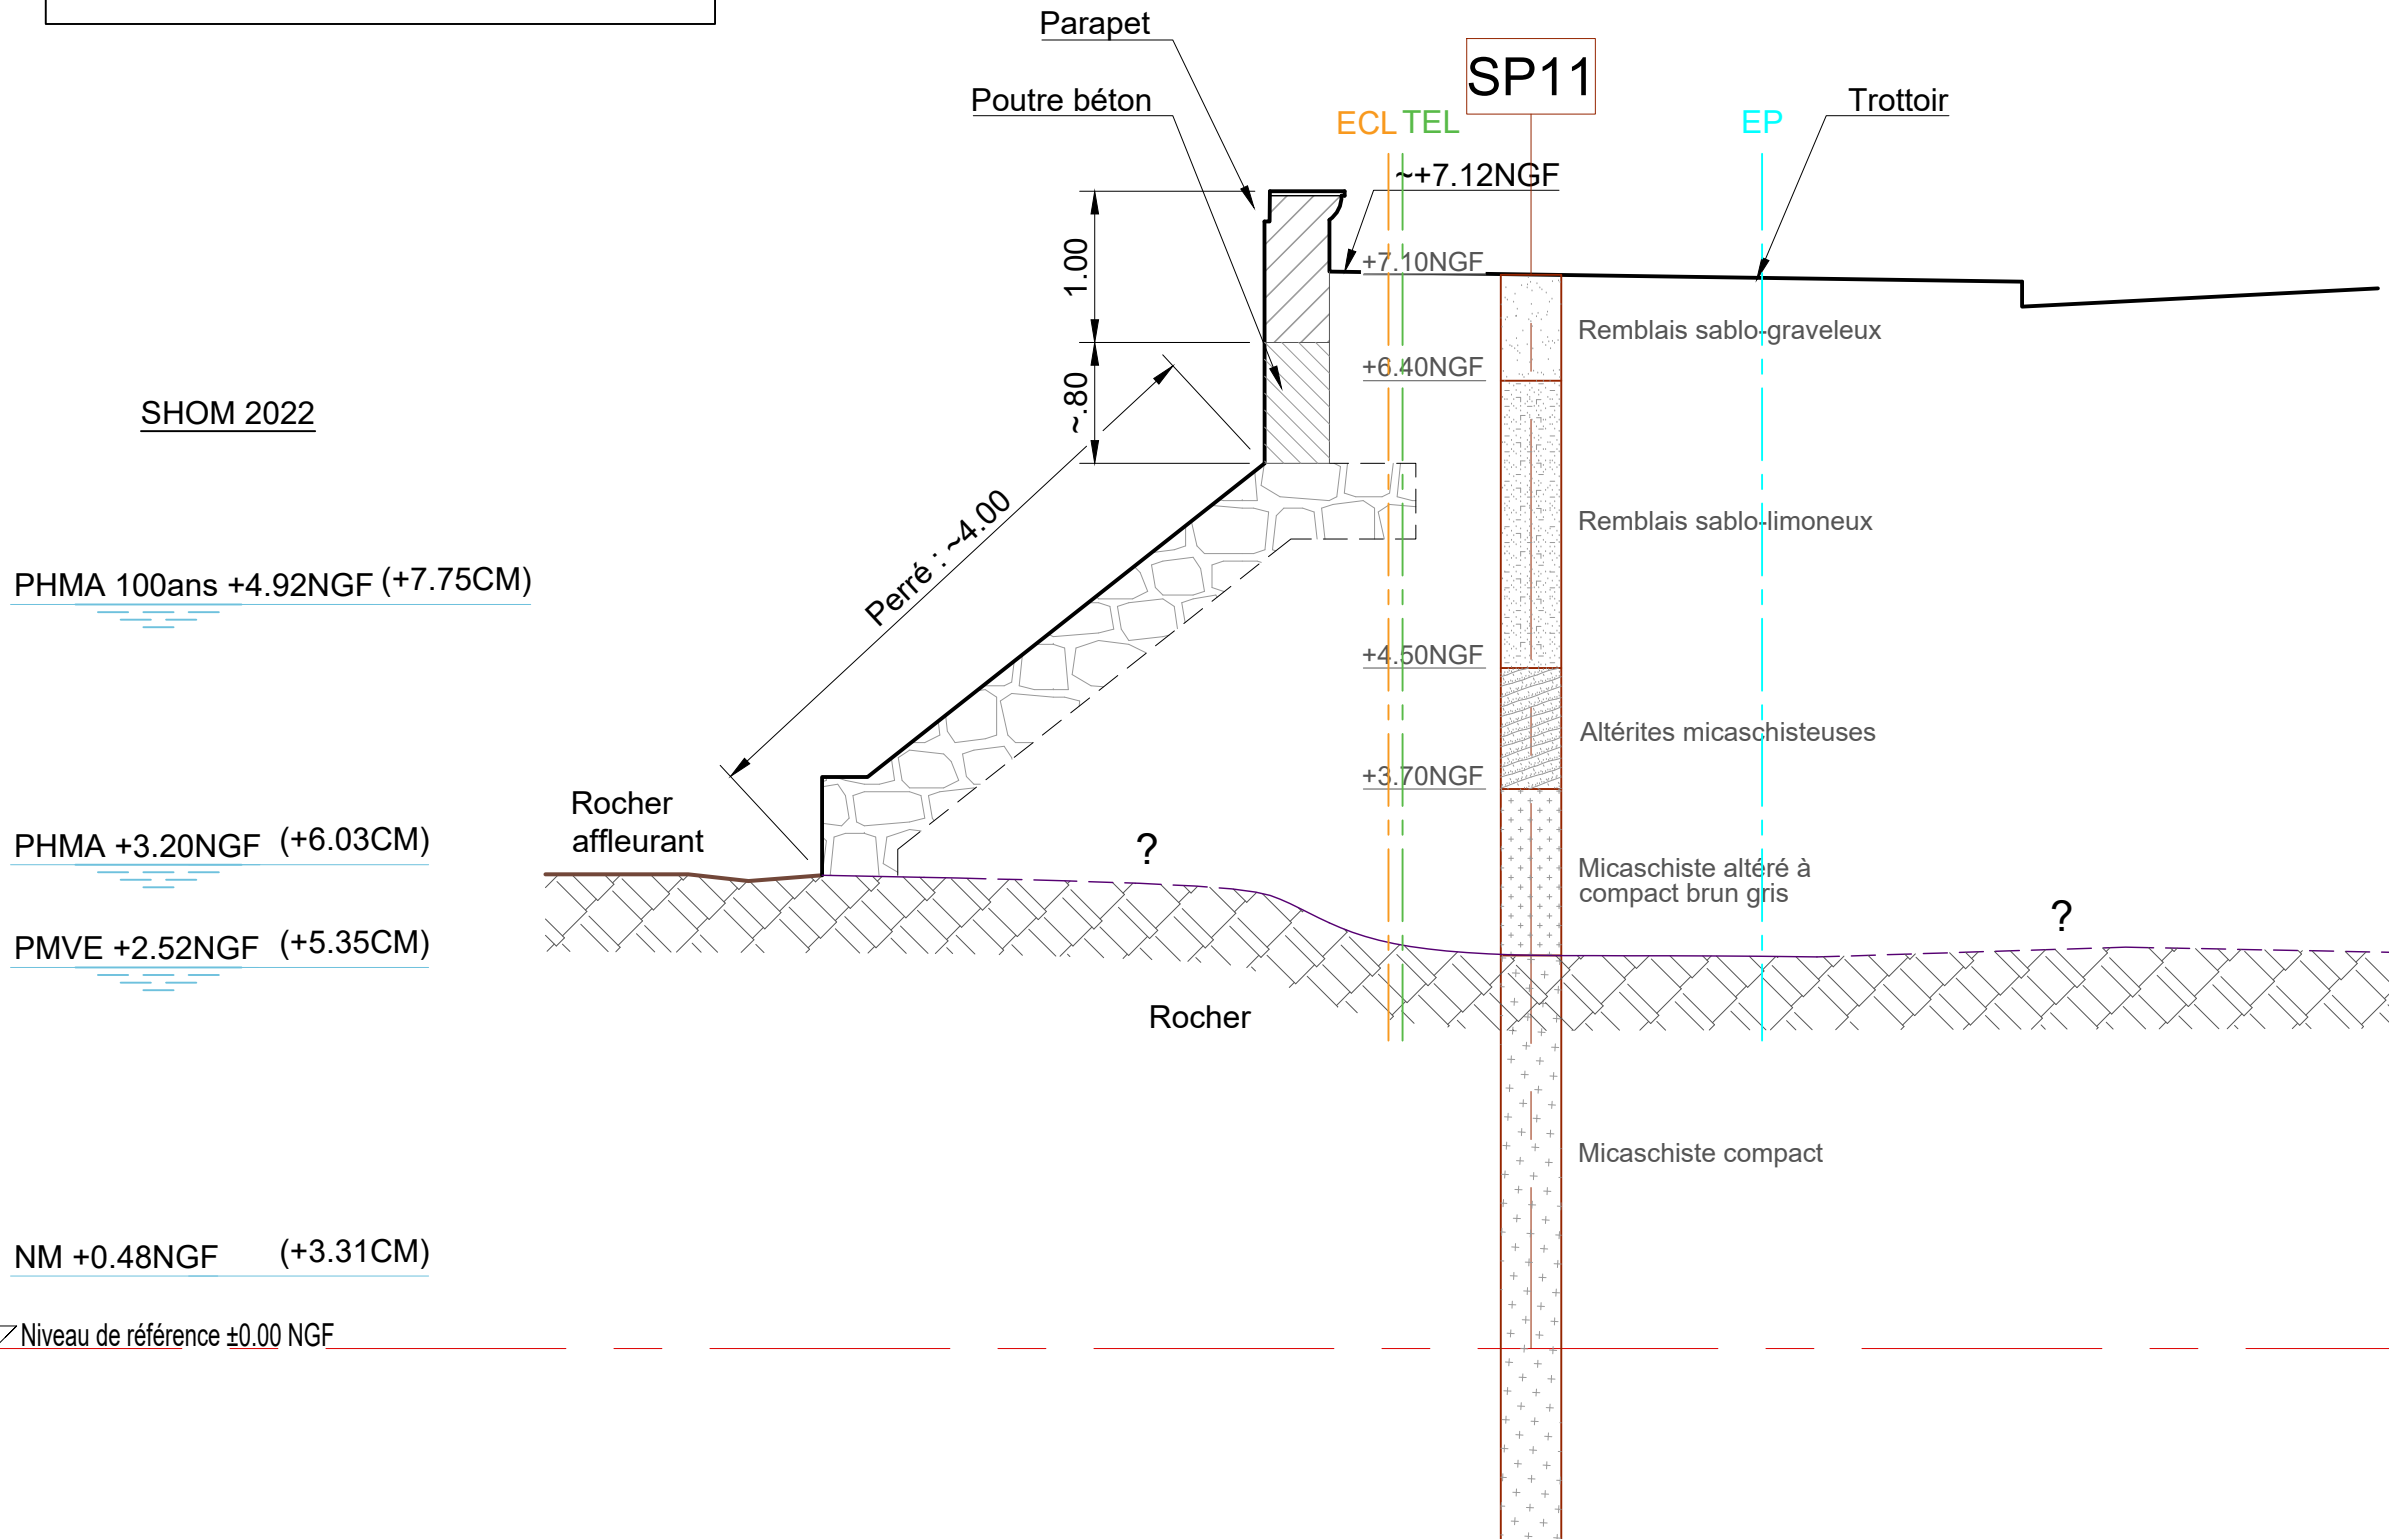 Parapet
SP11
Poutre béton
Trottoir
ECL
TEL
EP
~+7.12NGF
1.00
+7.10NGF
Remblais sablo-graveleux
+6.40NGF
~.80
SHOM 2022
Perré : ~4.00
Remblais sablo-limoneux
PHMA 100ans +4.92NGF (+7.75CM)
+4.50NGF
Altérites micaschisteuses
+3.70NGF
Rocher
affleurant
PHMA +3.20NGF (+6.03CM)
?
Micaschiste altéré à
compact brun gris
?
PMVE +2.52NGF (+5.35CM)
Rocher
Micaschiste compact
NM +0.48NGF (+3.31CM)
Niveau de référence ±0.00 NGF